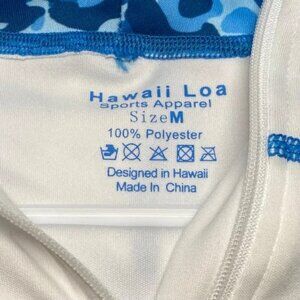 Hawaii Loa
Sports Apparel
Size M
100% Polyester
Designed in Hawaii
Made In China